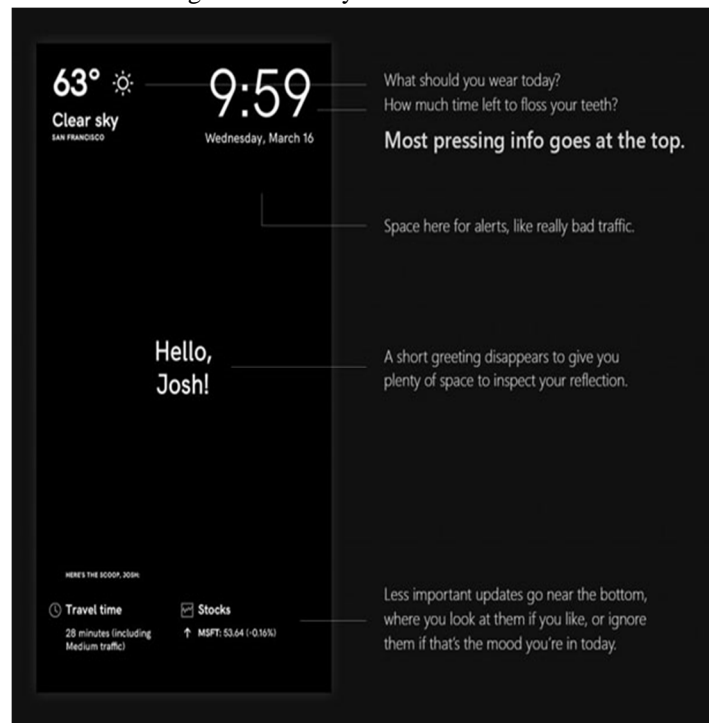 63°
9:59
Clear sky
SAN FRANCISCO
Wednesday, March 16
What should you wear today?
How much time left to floss your teeth?
Most pressing info goes at the top.
Space here for alerts, like really bad traffic.
Hello,
Josh!
A short greeting disappears to give you
plenty of space to inspect your reflection.
HERE'S THE SCOOP, JOSH:
Travel time
28 minutes (including
Medium traffic)
Stocks
↑ MSFT: 53.64 (-0.16%)
Less important updates go near the bottom,
where you look at them if you like, or ignore
them if that's the mood you're in today.